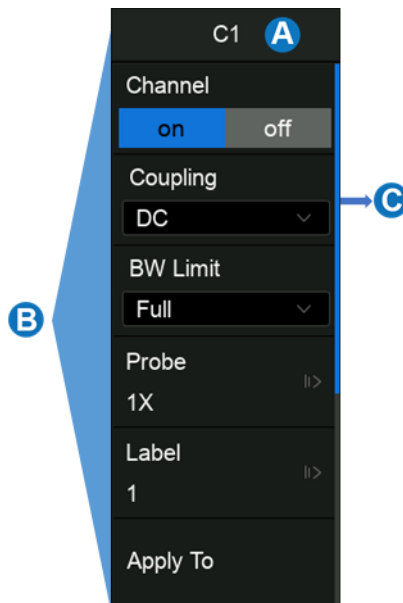 C1 A
Channel
on off
Coupling
DC
C
BW Limit
Full
B
Probe
1X
Label
1
Apply To